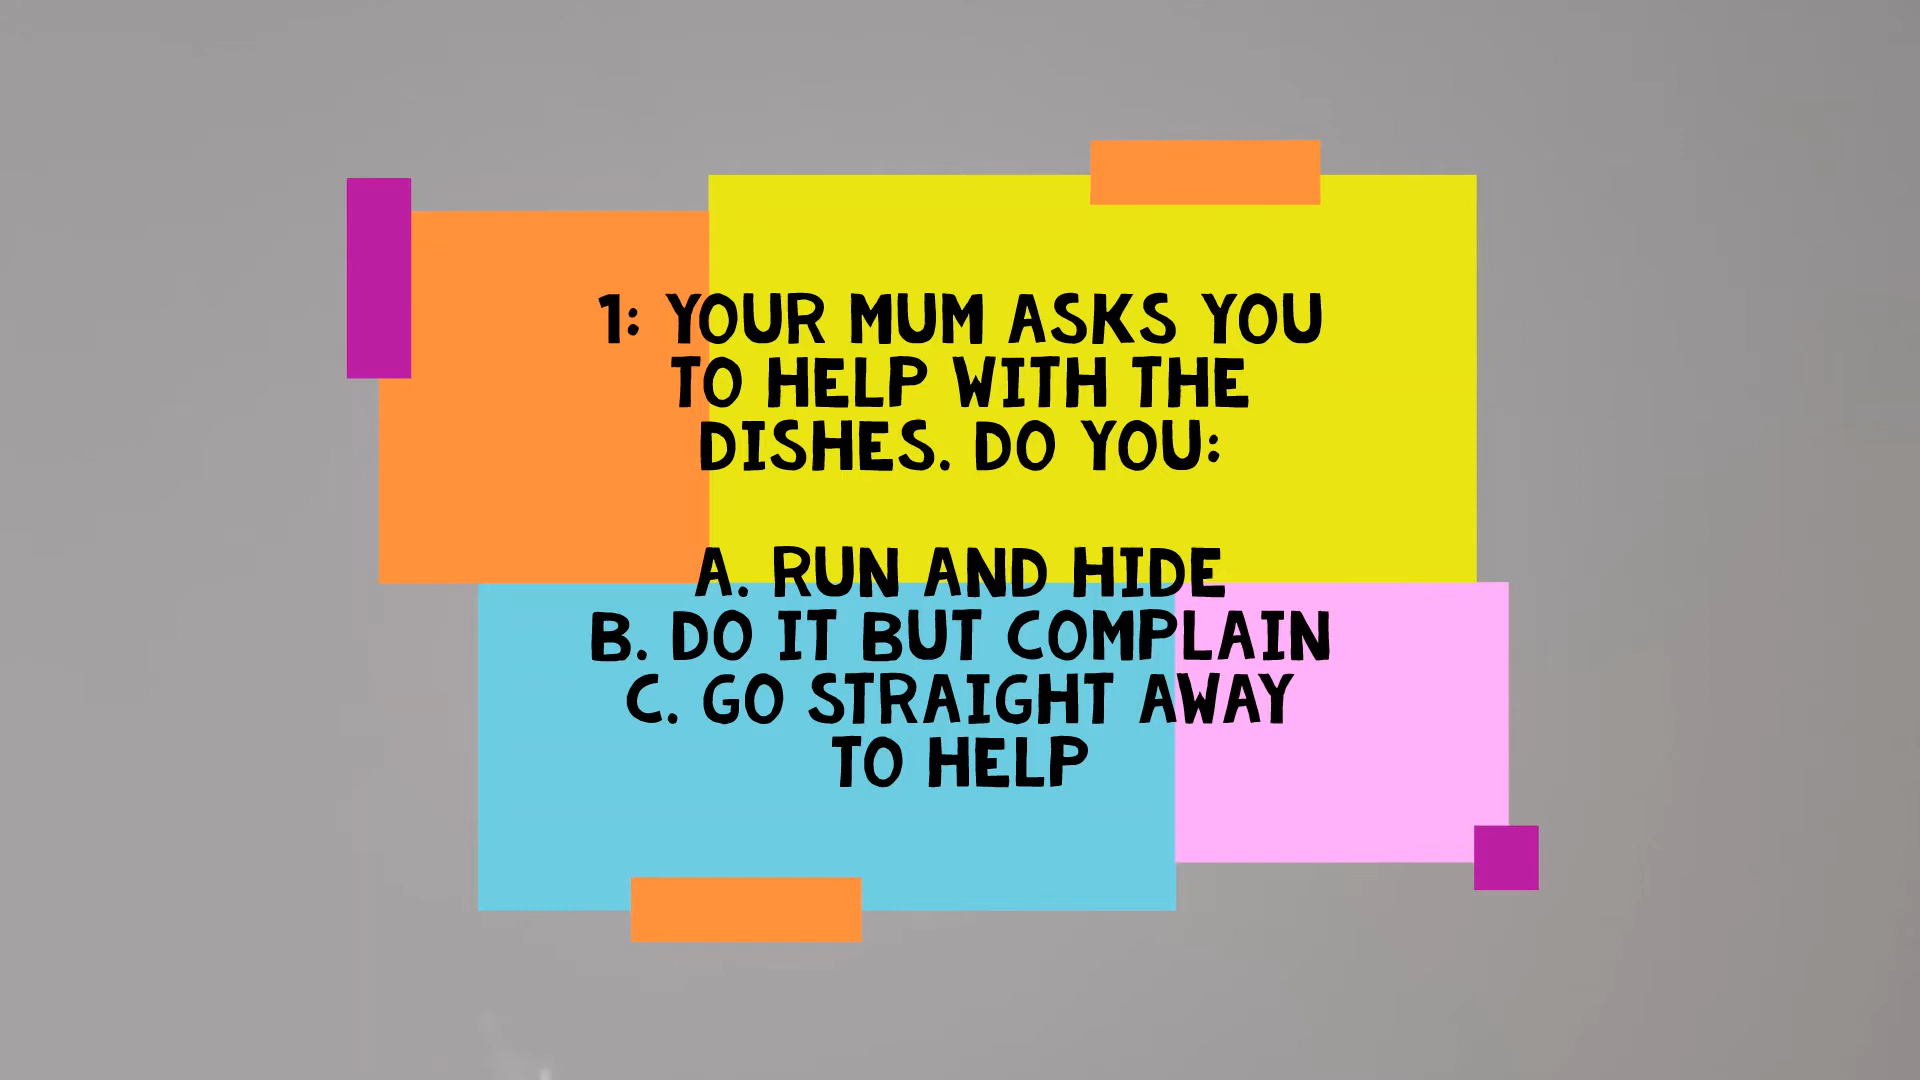 1: YOUR MUM ASKS YOU
TO HELP WITH THE
DISHES. DO YOU:
A. RUN AND HIDE
B. DO IT BUT COMPLAIN
C. GO STRAIGHT AWAY
TO HELP